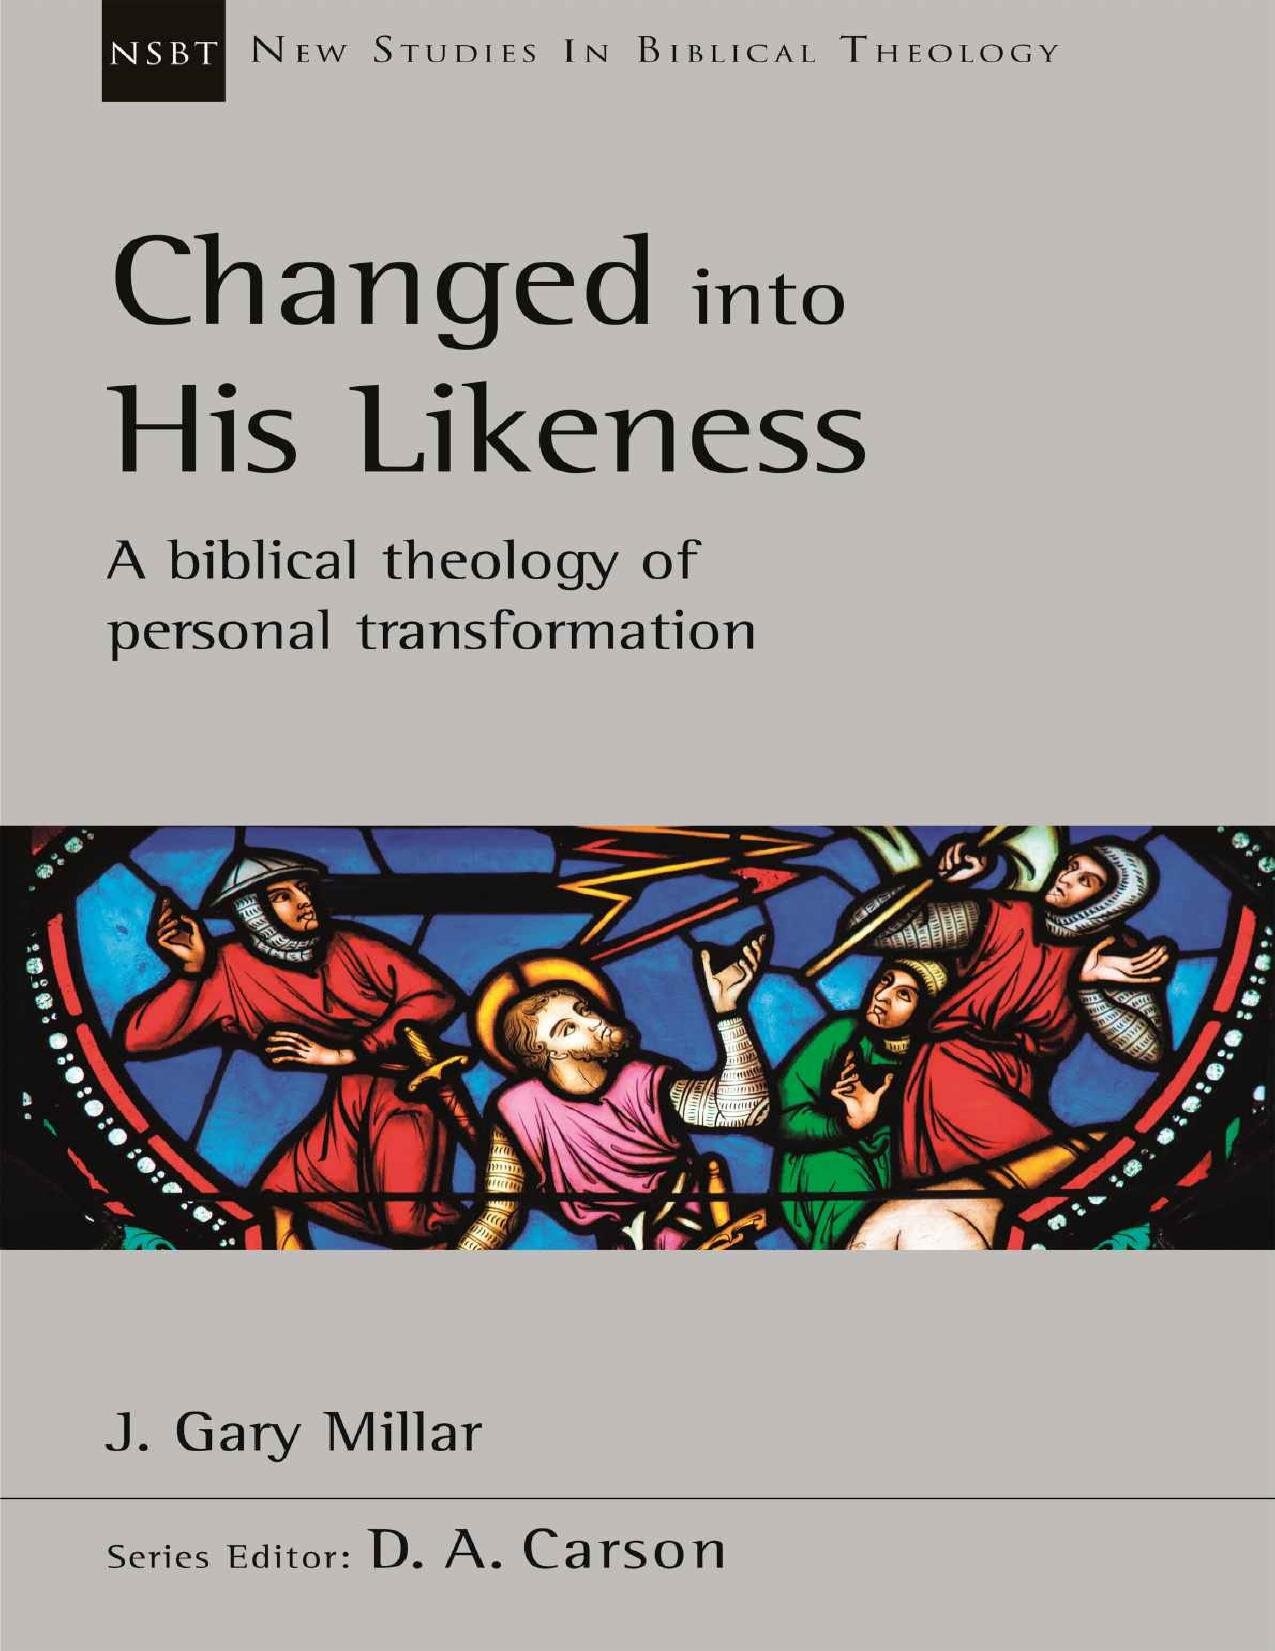 NSBT New Studies In Biblical Theology
Changed into
His Likeness
A biblical theology of
personal transformation
J. Gary Millar
Series Editor: D. A. Carson